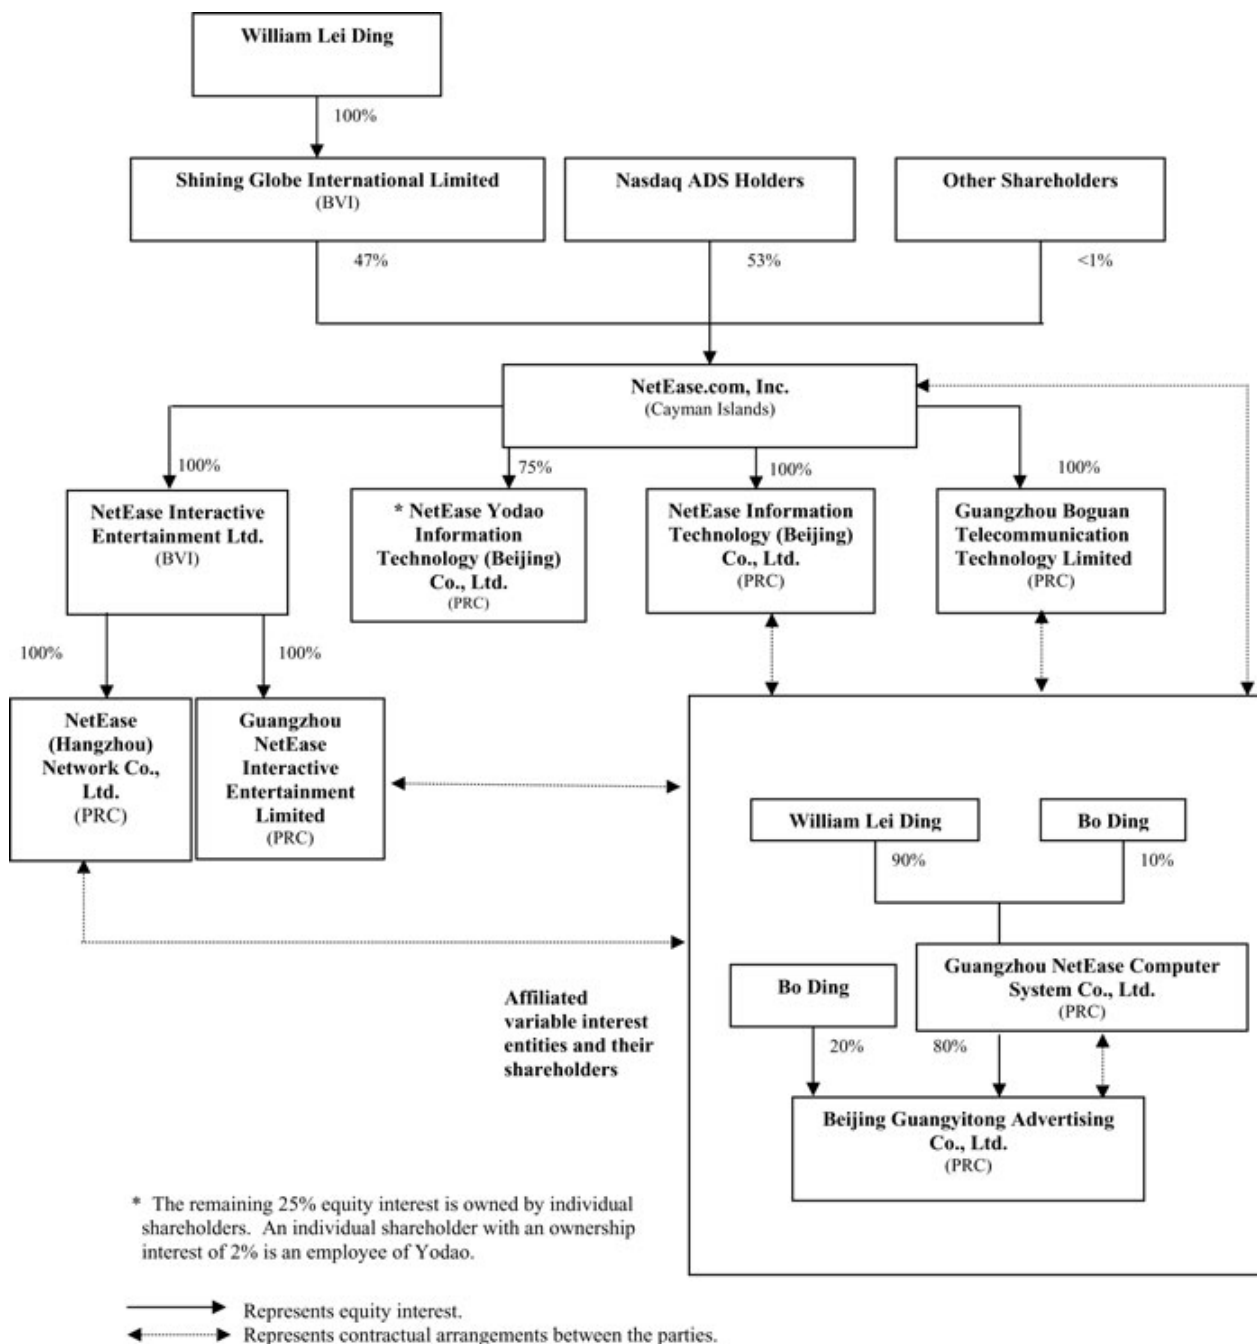 William Lei Ding
100%
Shining Globe International Limited
(BVI)
Nasdaq ADS Holders
Other Shareholders
47%
53%
<1%
NetEase.com, Inc.
(Cayman Islands)
100%
75%
100%
100%
NetEase Interactive
Entertainment Ltd.
(BVI)
* NetEase Yodao
Information
Technology (Beijing)
Co., Ltd.
(PRC)
NetEase Information
Technology (Beijing)
Co., Ltd.
(PRC)
Guangzhou Boguan
Telecommunication
Technology Limited
(PRC)
100%
100%
NetEase
(Hangzhou)
Network Co.,
Ltd.
(PRC)
Guangzhou
NetEase
Interactive
Entertainment
Limited
(PRC)
William Lei Ding
Bo Ding
90%
10%
Guangzhou NetEase Computer
System Co., Ltd.
(PRC)
Bo Ding
Affiliated
variable interest
entities and their
shareholders
20%
80%
Beijing Guangyitong Advertising
Co., Ltd.
(PRC)
* The remaining 25% equity interest is owned by individual
shareholders. An individual shareholder with an ownership
interest of 2% is an employee of Yodao.
Represents equity interest.
Represents contractual arrangements between the parties.